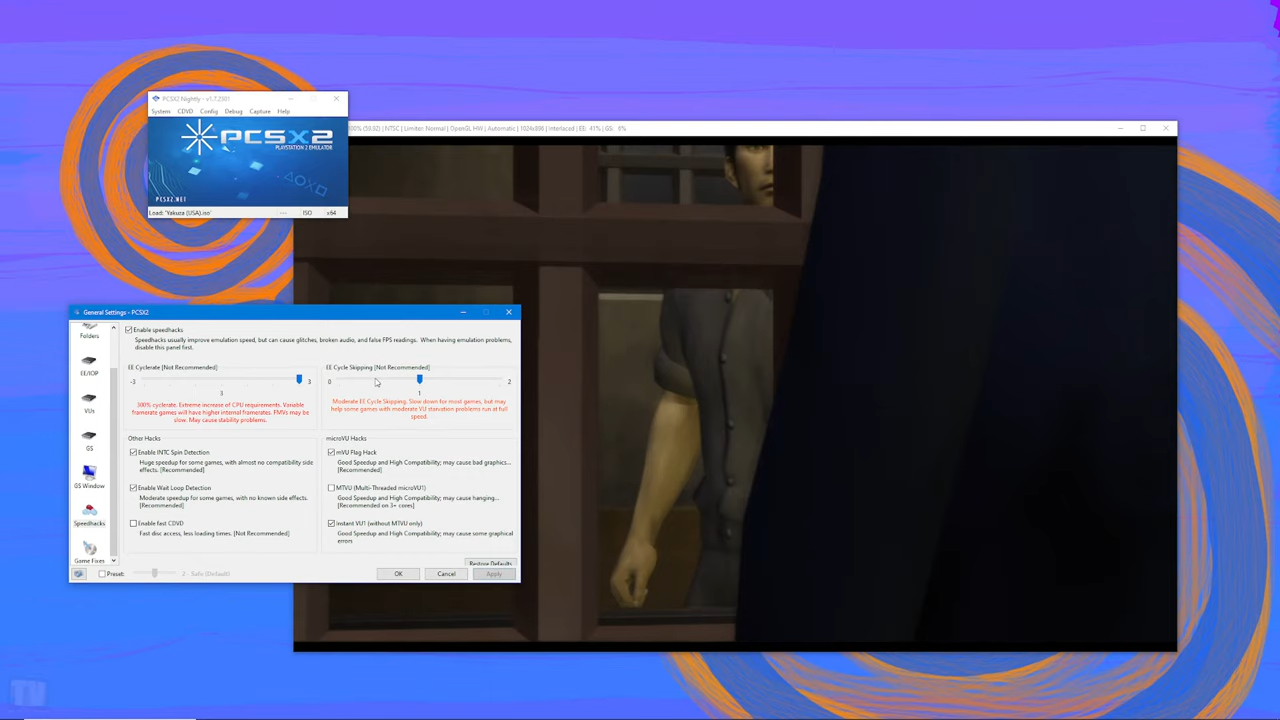 PCSX2 Nightly - v1.7.2301
System CDVD Config Debug Capture Help
PCSX2
PLAYSTATION 2 EMULATOR
PCSX2.NET
Load: 'Yakuza (USA).iso' --- ISO x64
| NTSC | Limiter: Normal | OpenGL HW | Automatic | 1024x806 | Interlaced | EE: 41% | GS: 6%
General Settings - PCSX2
Folders
EE/IOP
VUs
GS
GS Window
Speedhacks
Game Fixes
Enable speedhacks
Speedhacks usually improve emulation speed, but can cause glitches, broken audio, and false FPS readings. When having emulation problems,
disable this panel first.
EE Cyclerate [Not Recommended]
-3 3
3
300% cyclerate. Extreme increase of CPU requirements. Variable
framerate games will have higher internal framerates. FMVs may be
slow. May cause stability problems.
EE Cycle Skipping [Not Recommended]
0 2
1
Moderate EE Cycle Skipping. Slow down for most games, but may
help some games with moderate VU starvation problems run at full
speed.
Other Hacks
Enable INTC Spin Detection
Huge speedup for some games, with almost no compatibility side
effects. [Recommended]
Enable Wait Loop Detection
Moderate speedup for some games, with no known side effects.
[Recommended]
Enable fast CDVD
Fast disc access, less loading times. [Not Recommended]
microVU Hacks
mVU Flag Hack
Good Speedup and High Compatibility; may cause bad graphics...
[Recommended]
MTVU (Multi-Threaded microVU1)
Good Speedup and High Compatibility; may cause hanging...
[Recommended on 3+ cores]
Instant VU1 (without MTVU only)
Good Speedup and High Compatibility; may cause some graphical
errors
Restore Defaults
Preset: 2 - Safe (Default)
OK Cancel Apply
TV